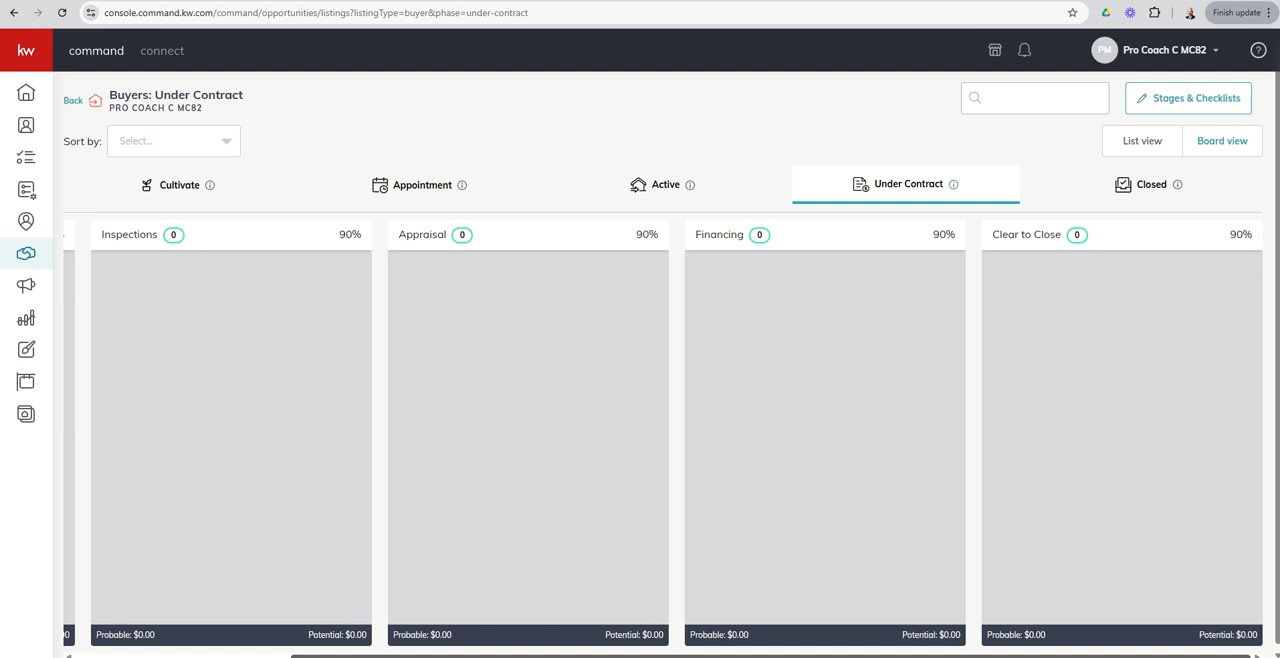 console.command.kw.com/command/opportunities/listings?listingType=buyer&phase=under-contract
Finish update
kw
command
connect
PM
Pro Coach C MC82
?
Back
Buyers: Under Contract
PRO COACH C MC82
Stages & Checklists
Sort by:
Select...
List view
Board view
Cultivate
Appointment
Active
Under Contract
Closed
Inspections 0 90%
Appraisal 0 90%
Financing 0 90%
Clear to Close 0 90%
Probable: $0.00 Potential: $0.00
Probable: $0.00 Potential: $0.00
Probable: $0.00 Potential: $0.00
Probable: $0.00 Potential: $0.00